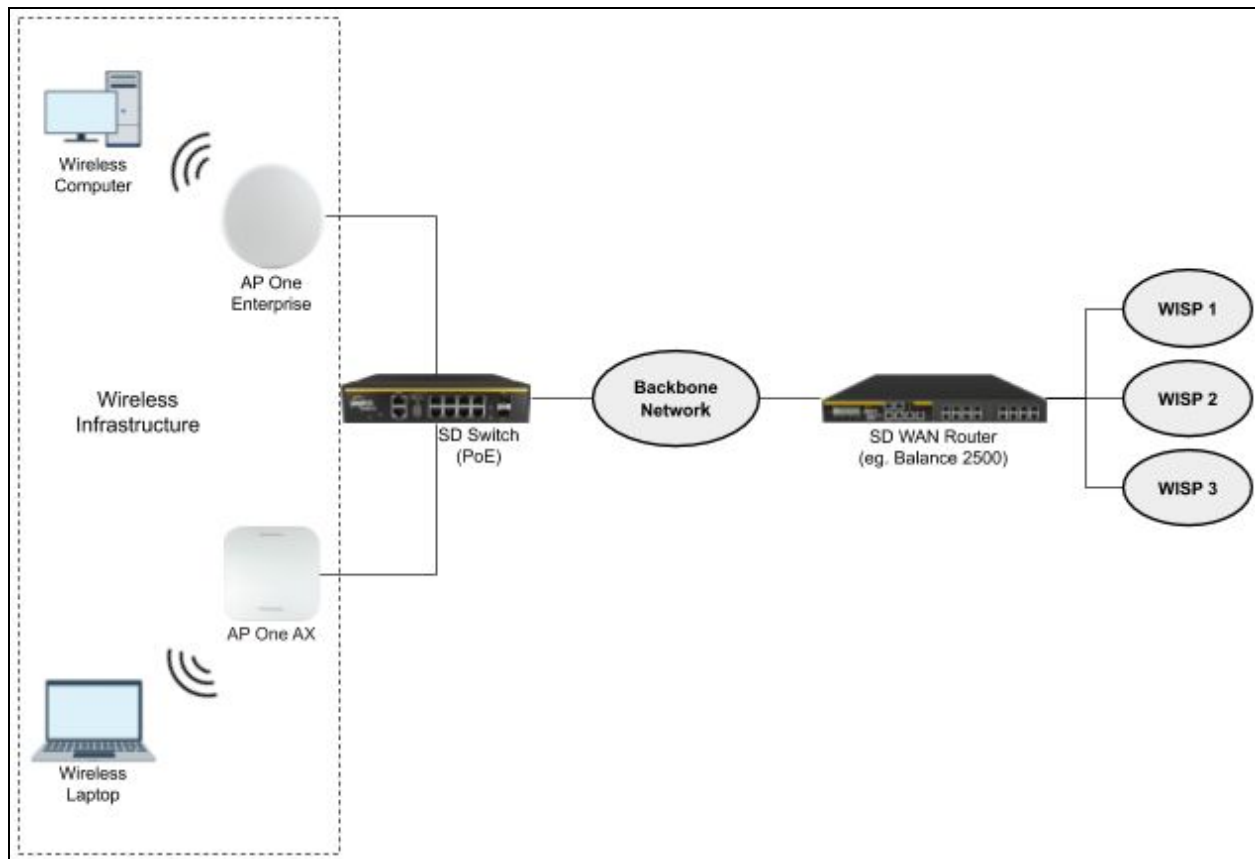 Wireless
Computer
AP One
Enterprise
Wireless
Infrastructure
SD Switch
(PoE)
Backbone
Network
SD WAN Router
(eg. Balance 2500)
WISP 1
WISP 2
WISP 3
AP One AX
Wireless
Laptop